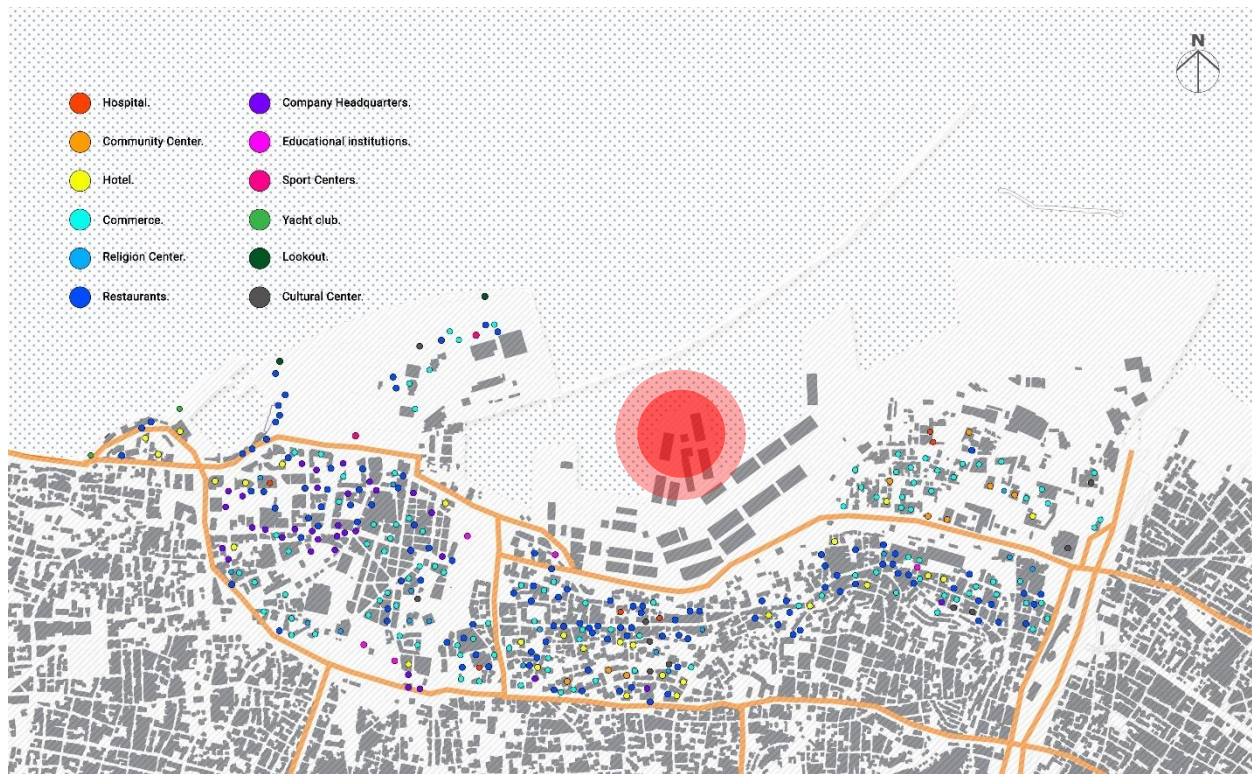 N
Hospital.
Community Center.
Hotel.
Commerce.
Religion Center.
Restaurants.
Company Headquarters.
Educational institutions.
Sport Centers.
Yacht club.
Lookout.
Cultural Center.